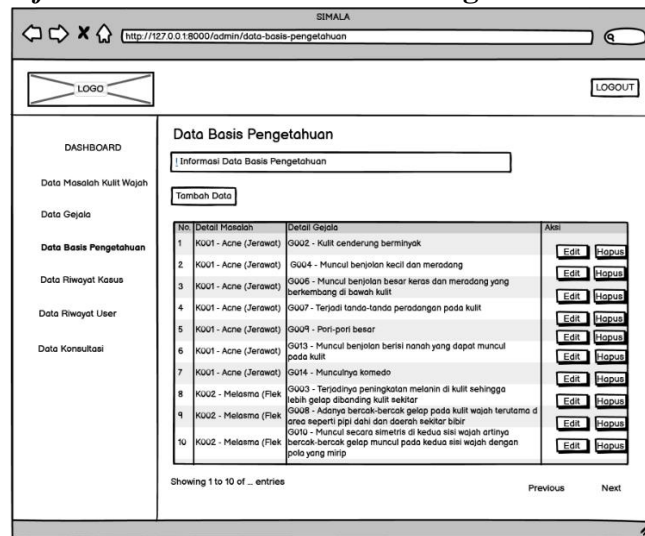 SIMALA
http://127.0.0.1:8000/admin/data-basis-pengetahuan
LOGO
LOGOUT
DASHBOARD
Data Masalah Kulit Wajah
Data Gejala
Data Basis Pengetahuan
Data Riwayat Kasus
Data Riwayat User
Data Konsultasi
Data Basis Pengetahuan
! Informasi Data Basis Pengetahuan
Tambah Data
No. Detail Masalah Detail Gejala Aksi
1 K001 - Acne (Jerawat) G002 - Kulit cenderung berminyak Edit Hapus
2 K001 - Acne (Jerawat) G004 - Muncul benjolan kecil dan meradang Edit Hapus
3 K001 - Acne (Jerawat) G006 - Muncul benjolan besar keras dan meradang yang
berkembang di bawah kulit Edit Hapus
4 K001 - Acne (Jerawat) G007 - Terjadi tanda-tanda peradangan pada kulit Edit Hapus
5 K001 - Acne (Jerawat) G009 - Pori-pori besar Edit Hapus
6 K001 - Acne (Jerawat) G013 - Muncul benjolan berisi nanah yang dapat muncul
pada kulit Edit Hapus
7 K001 - Acne (Jerawat) G014 - Munculnya komedo Edit Hapus
8 K002 - Melasma (Flek G003 - Terjadinya peningkatan melanin di kulit sehingga
lebih gelap dibanding kulit sekitar Edit Hapus
9 K002 - Melasma (Flek G008 - Adanya bercak-bercak gelap pada kulit wajah terutama d
area seperti pipi dahi dan daerah sekitar bibir Edit Hapus
10 K002 - Melasma (Flek G010 - Muncul secara simetris di kedua sisi wajah artinya
bercak-bercak gelap muncul pada kedua sisi wajah dengan
pola yang mirip Edit Hapus
Showing 1 to 10 of ... entries
Previous Next